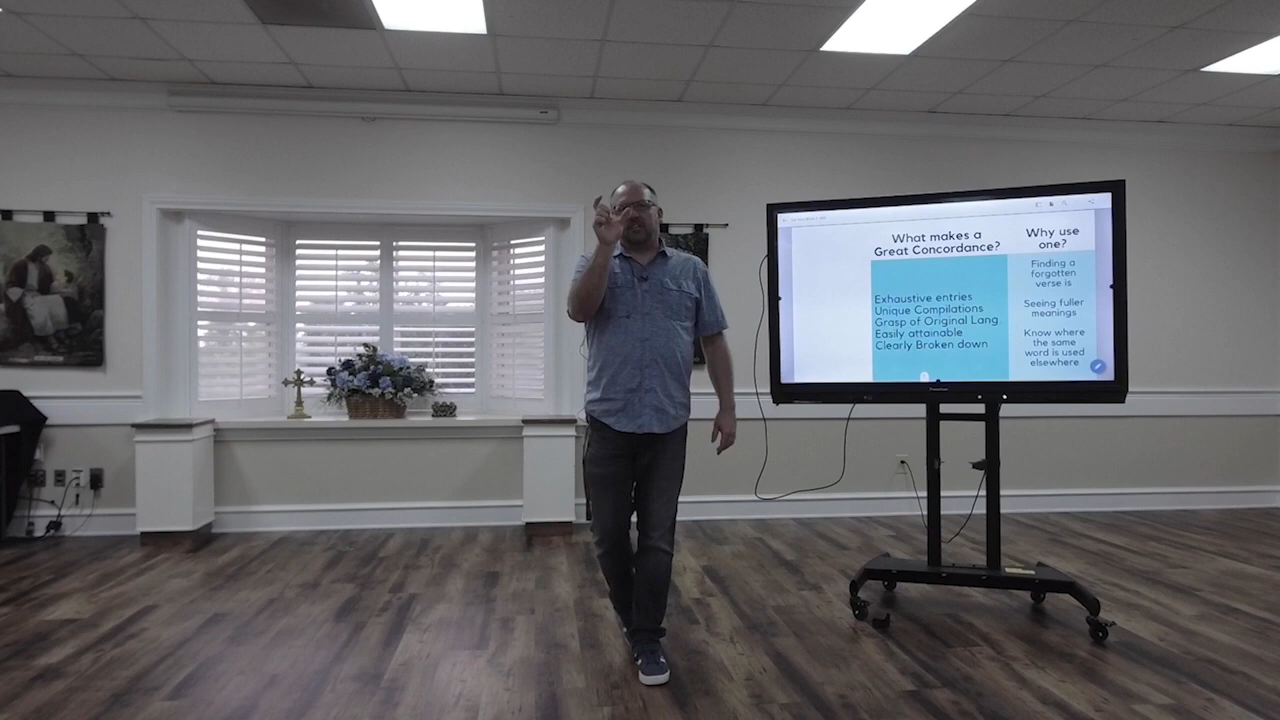 What makes a
Great Concordance?
Exhaustive entries
Unique Compilations
Grasp of Original Lang.
Easily attainable
Clearly Broken down
Why use
one?
Finding a
forgotten
verse is
Seeing fuller
meanings
Know where
the same
word is used
elsewhere